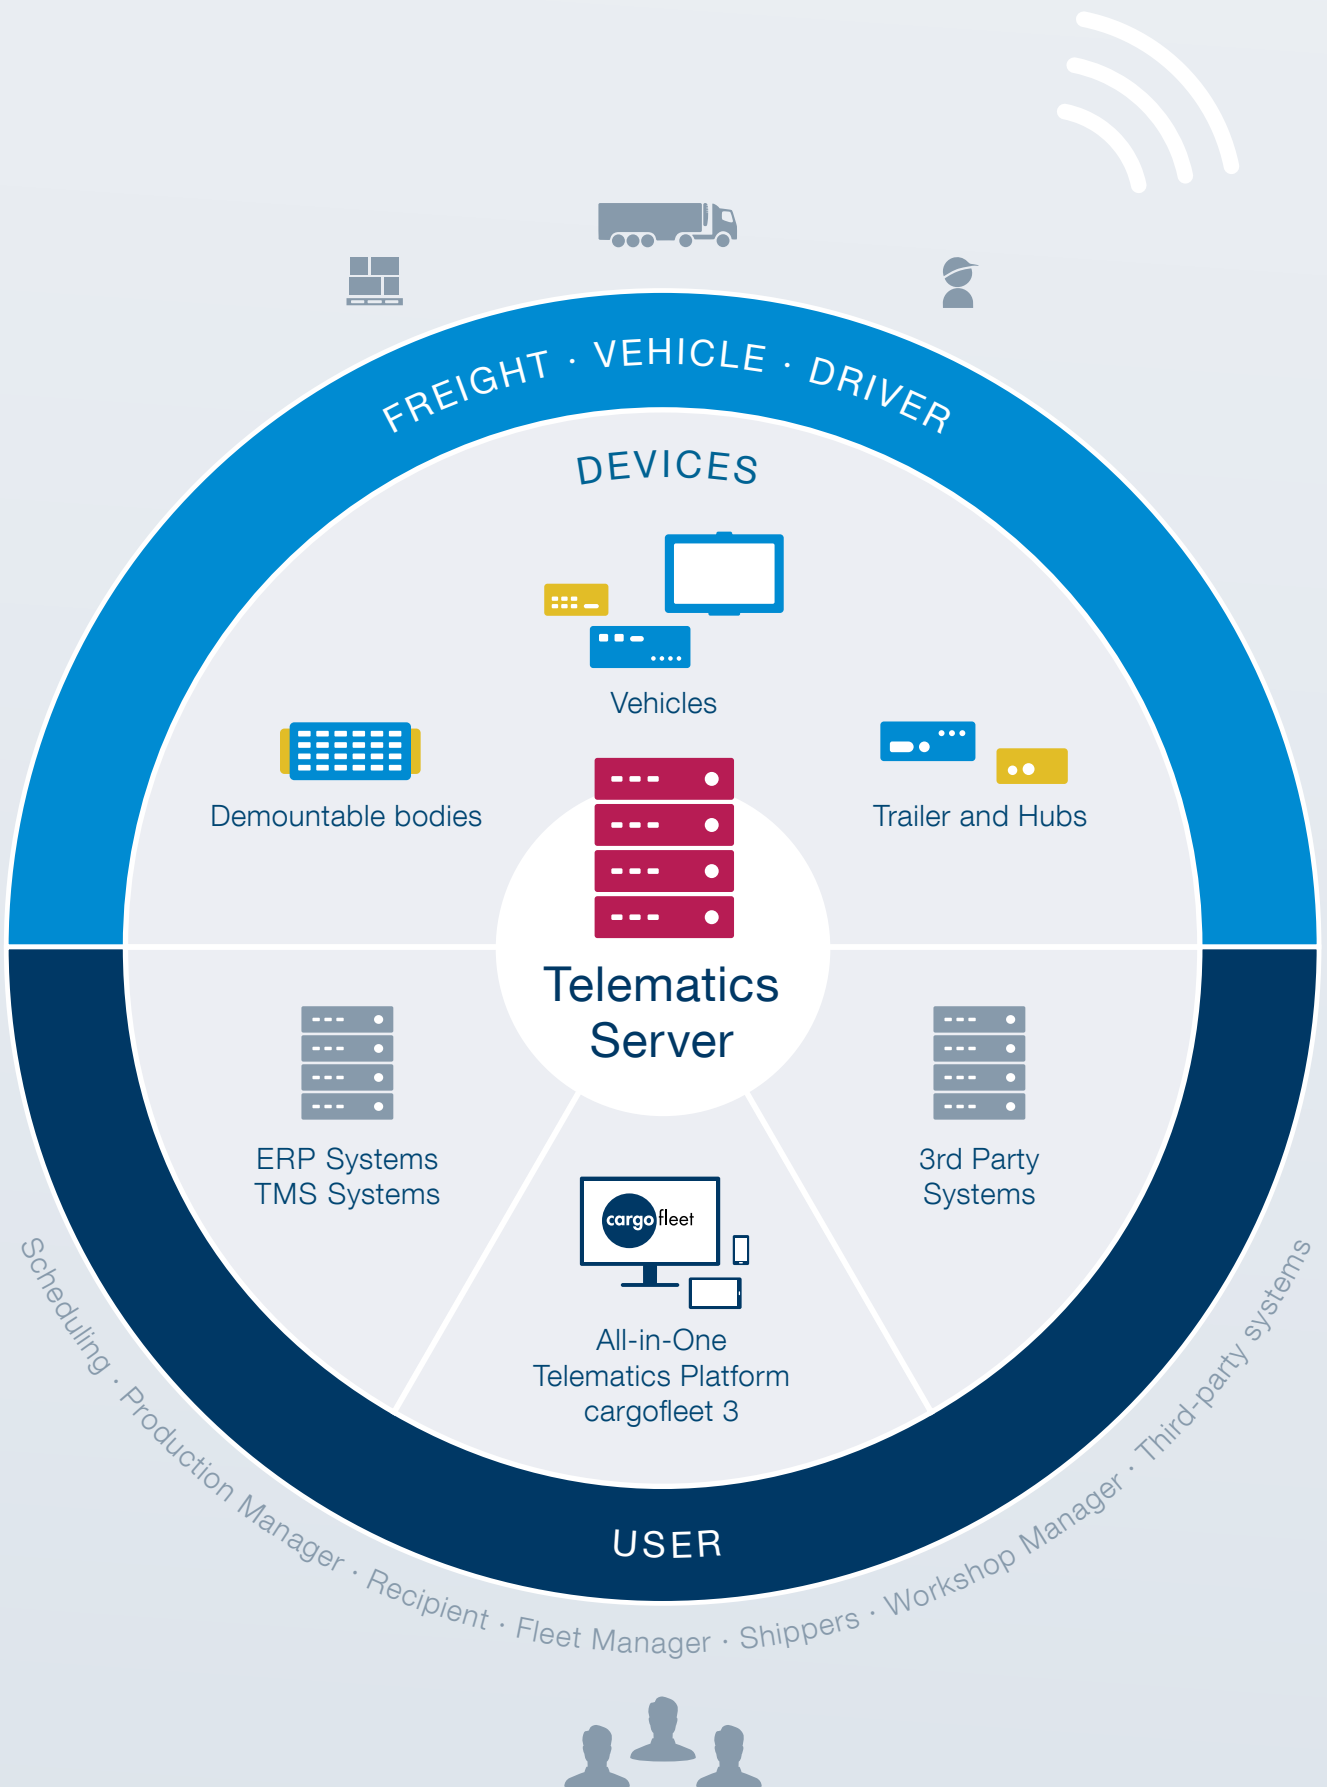 FREIGHT · VEHICLE · DRIVER
DEVICES
Vehicles
Demountable bodies
Trailer and Hubs
Telematics
Server
ERP Systems
TMS Systems
3rd Party
Systems
cargofleet
All-in-One
Telematics Platform
cargofleet 3
USER
Scheduling · Production Manager · Recipient · Fleet Manager · Shippers · Workshop Manager · Third-party systems